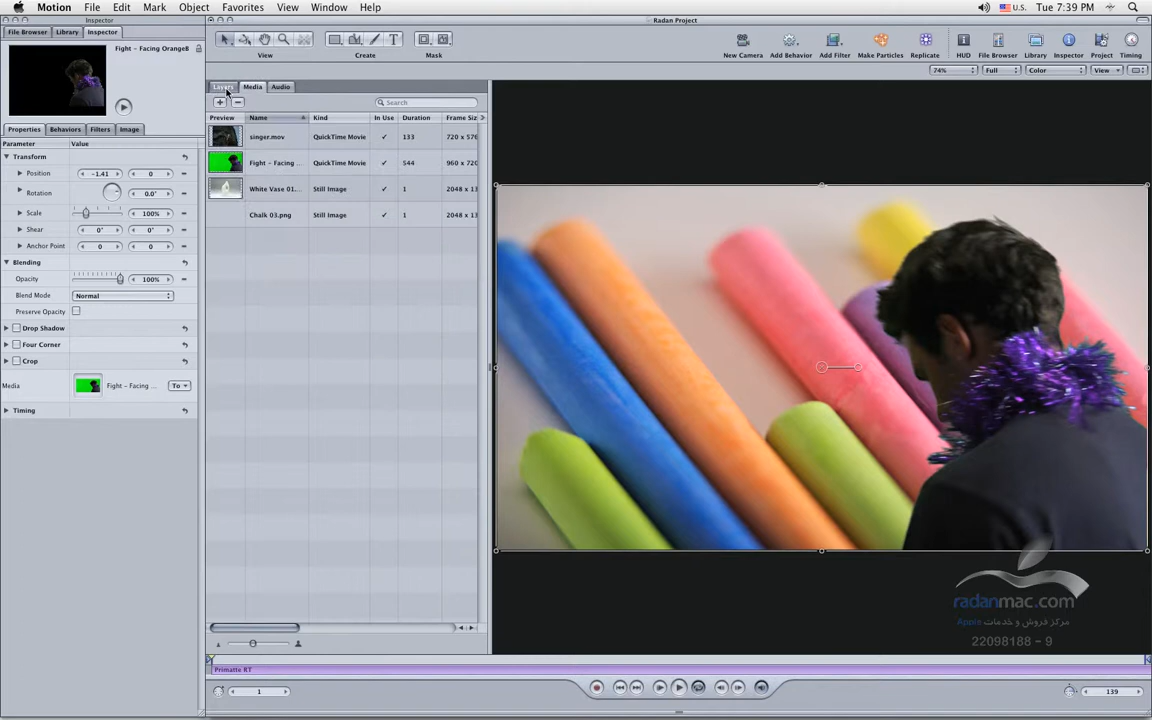 Motion File Edit Mark Object Favorites View Window Help
U.S. Tue 7:39 PM
Inspector
Radan Project
File Browser Library Inspector
Fight - Facing OrangeB
View Create Mask
New Camera Add Behavior Add Filter Make Particles Replicate HUD File Browser Library Inspector Project Timing
74% Full Color View
Layers Media Audio
Search
Properties Behaviors Filters Image
Parameter Value
Preview Name Kind In Use Duration Frame Size
singer.mov QuickTime Movie ✓ 133 720 x 576
Fight - Facing ... QuickTime Movie ✓ 544 960 x 720
White Vase 01.... Still Image ✓ 1 2048 x 13
Chalk 03.png Still Image ✓ 1 2048 x 13
Transform
Position -1.41 0
Rotation 0.0°
Scale 100%
Shear 0° 0°
Anchor Point 0 0
Blending
Opacity 100%
Blend Mode Normal
Preserve Opacity
Drop Shadow
Four Corner
Crop
Media Fight - Facing ... To
Timing
radanmac.com
مرکز فروش و خدمات Apple
22098188 - 9
Primatte RT
1
139